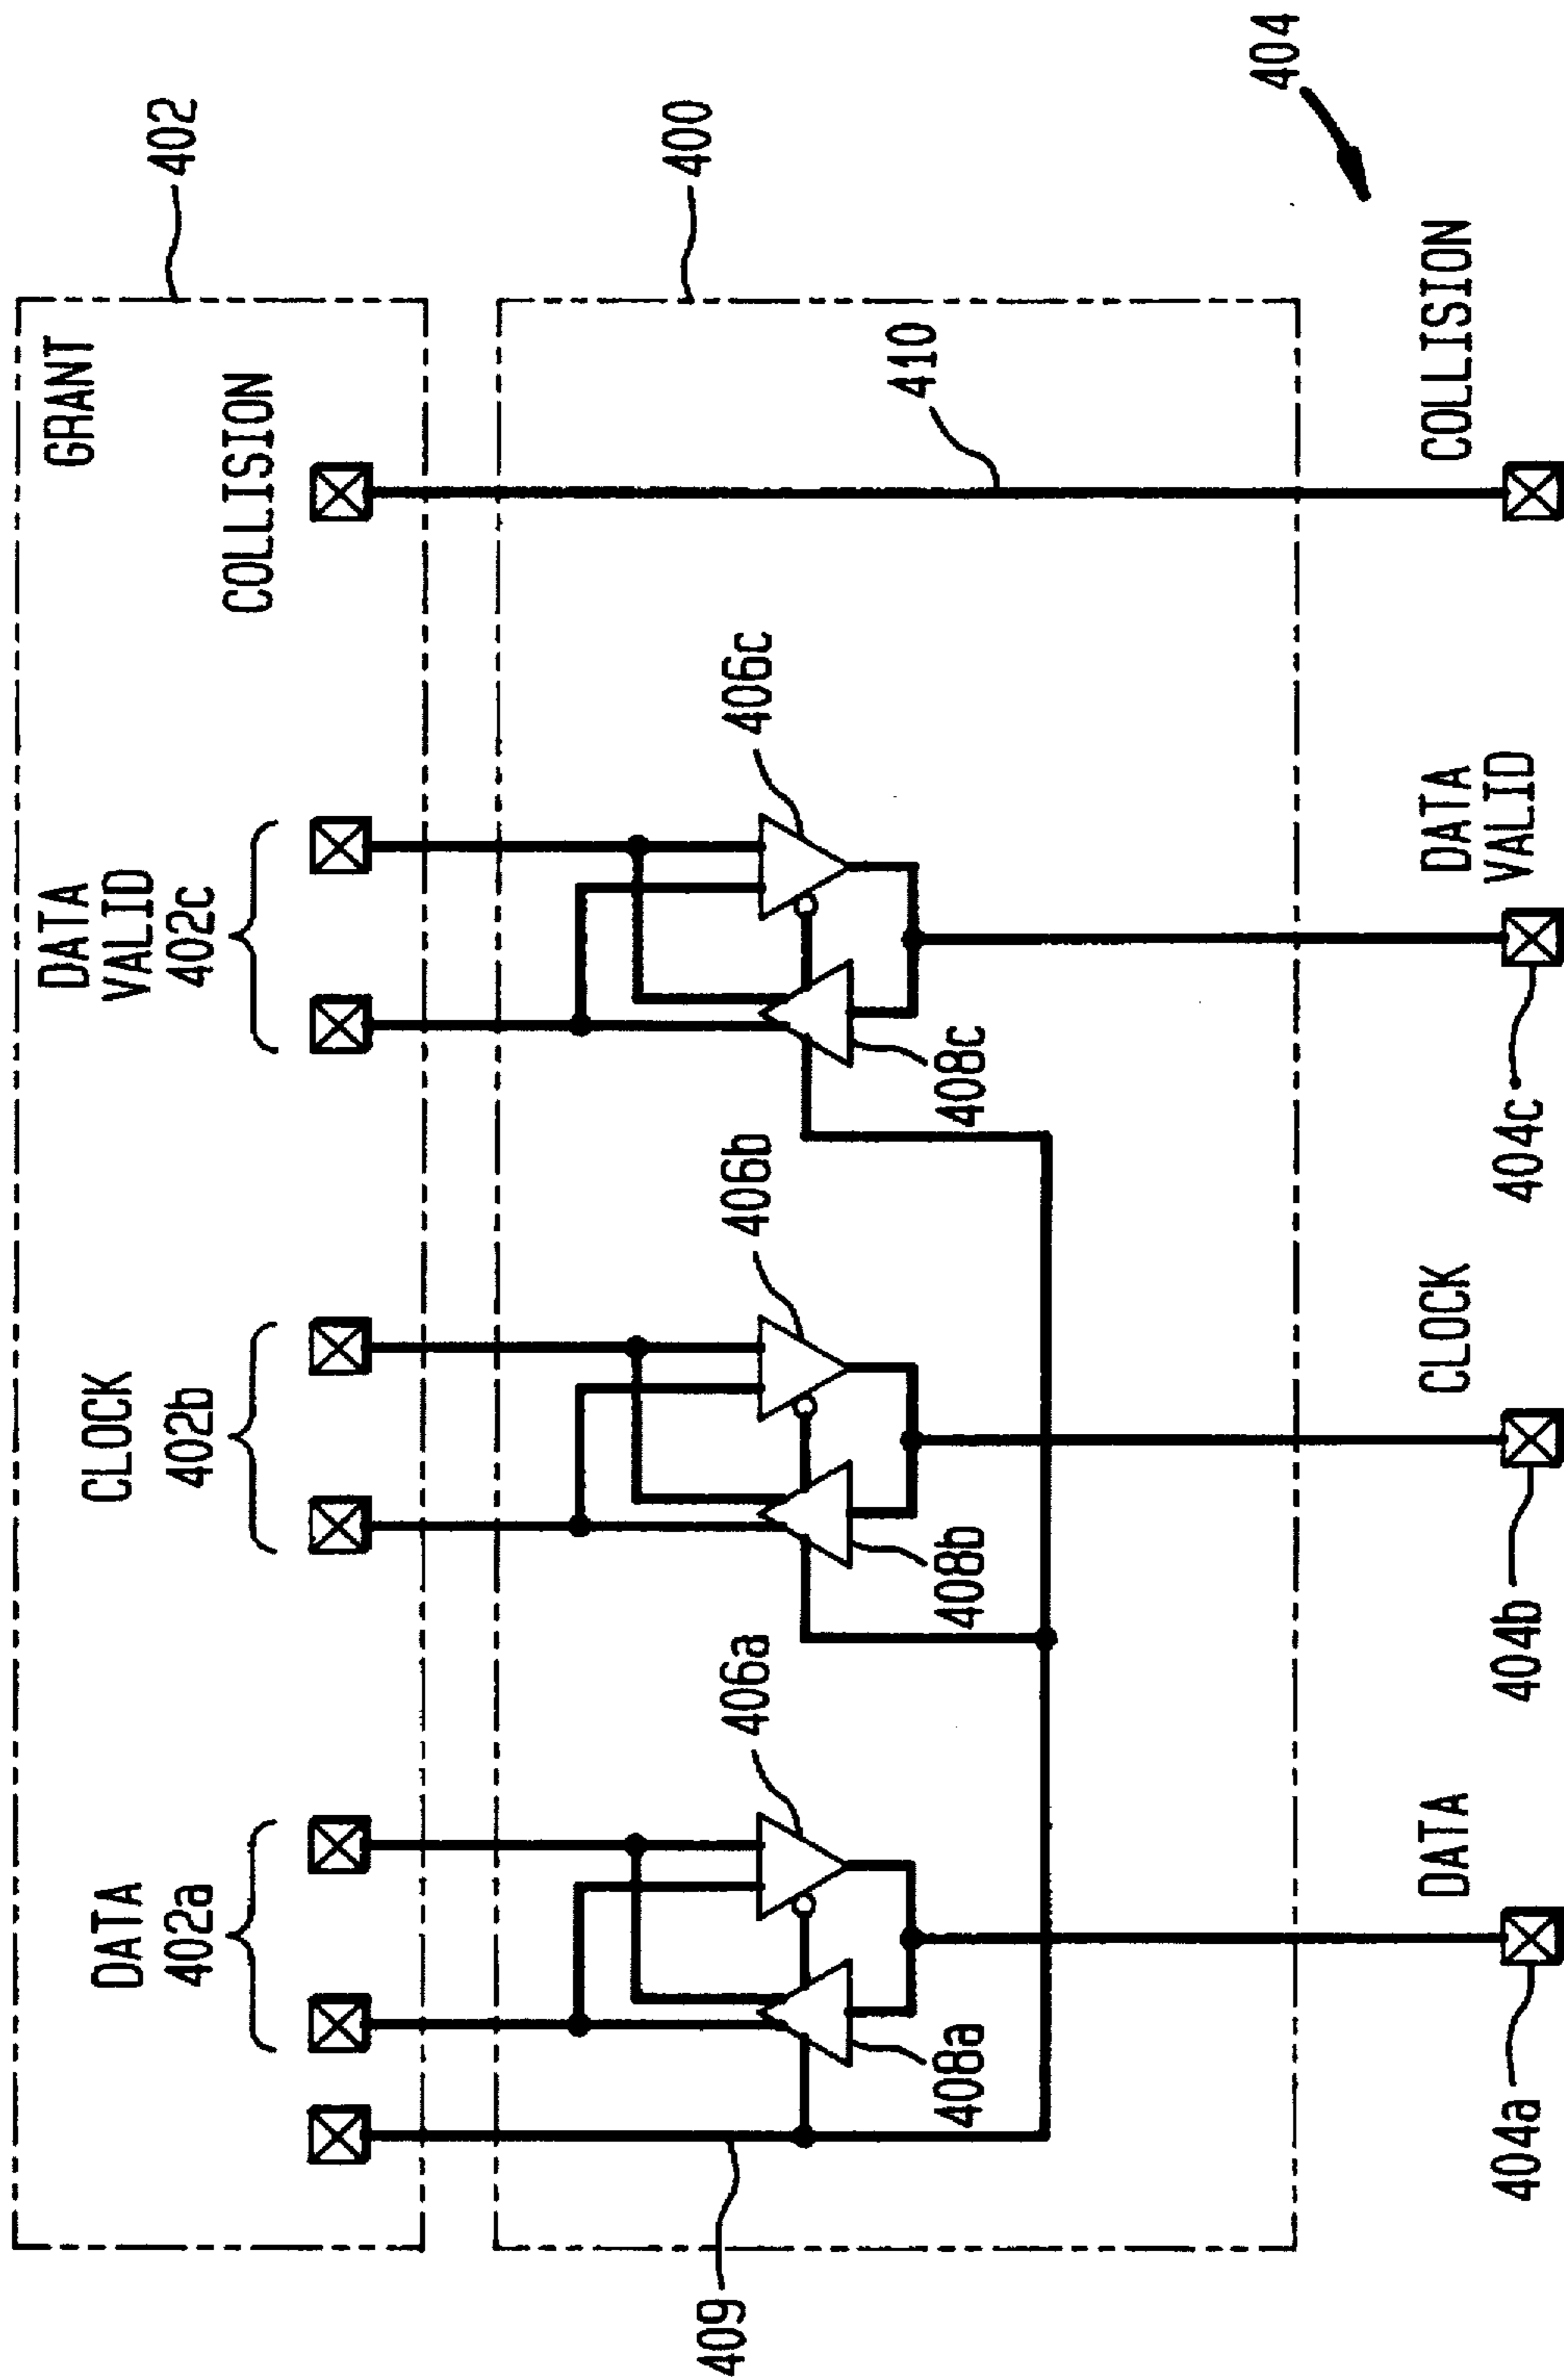 402
GRANT
DATA
402a
CLOCK
402b
DATA
VALID
402c
COLLISION
400
409
406a
408a
406b
408b
406c
408c
410
404
DATA
404a
CLOCK
404b
DATA
VALID
404c
COLLISION